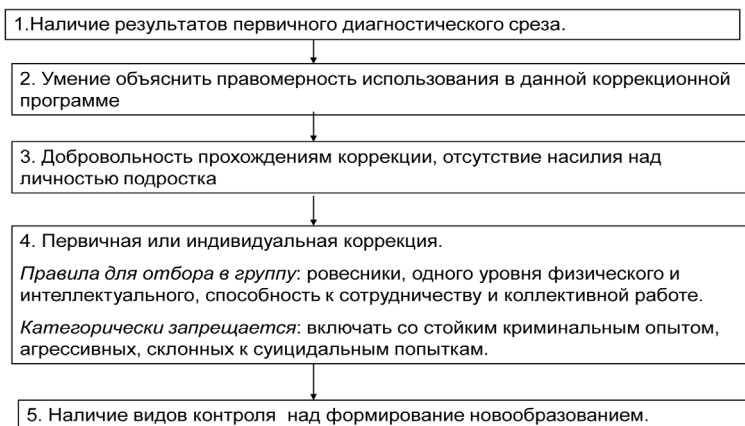 1.Наличие результатов первичного диагностического среза.
2. Умение объяснить правомерность использования в данной коррекционной
программе
3. Добровольность прохождениям коррекции, отсутствие насилия над
личностью подростка
4. Первичная или индивидуальная коррекция.
Правила для отбора в группу: ровесники, одного уровня физического и
интеллектуального, способность к сотрудничеству и коллективной работе.
Категорически запрещается: включать со стойким криминальным опытом,
агрессивных, склонных к суицидальным попыткам.
5. Наличие видов контроля над формирование новообразованием.